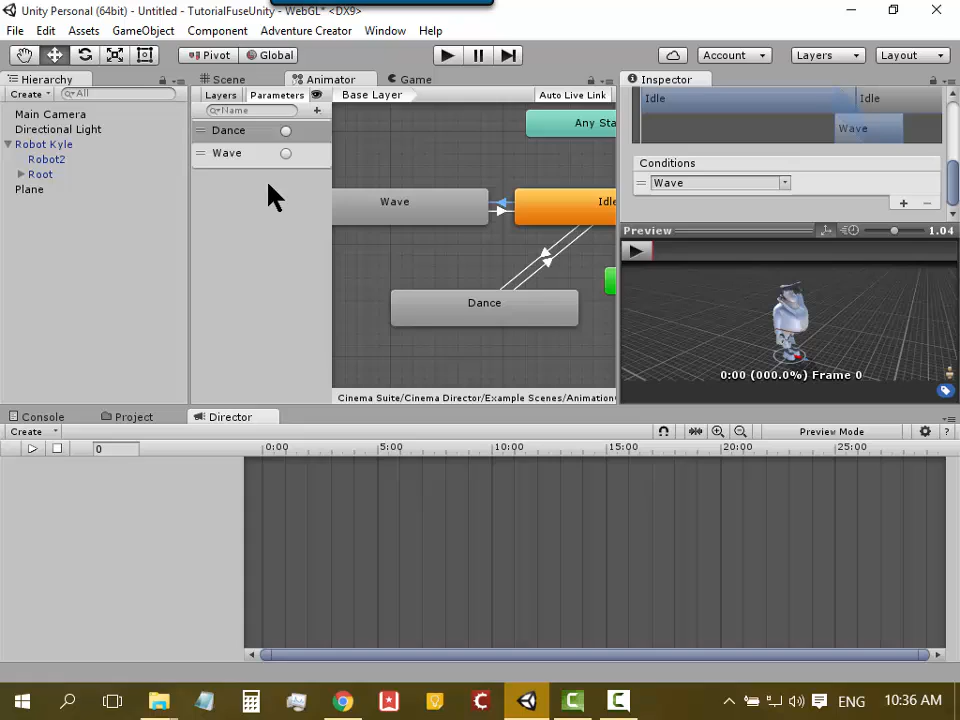 Unity Personal (64bit) - Untitled - TutorialFuseUnity - WebGL* <DX9>
File Edit Assets GameObject Component Adventure Creator Window Help
Pivot Global Account Layers Layout
Hierarchy Scene Animator Game Inspector
Create All Layers Parameters Base Layer Auto Live Link
Idle Idle
Name
Main Camera
Directional Light
Robot Kyle
Robot2
Root
Plane
Dance
Wave
Any Sta
Wave
Idle
Dance
Wave
Conditions
Wave
Preview 1.04
0:00 (000.0%) Frame 0
Cinema Suite/Cinema Director/Example Scenes/Animation
Console Project Director
Create Preview Mode ?
0 0:00 5:00 10:00 15:00 20:00 25:00
ENG 10:36 AM